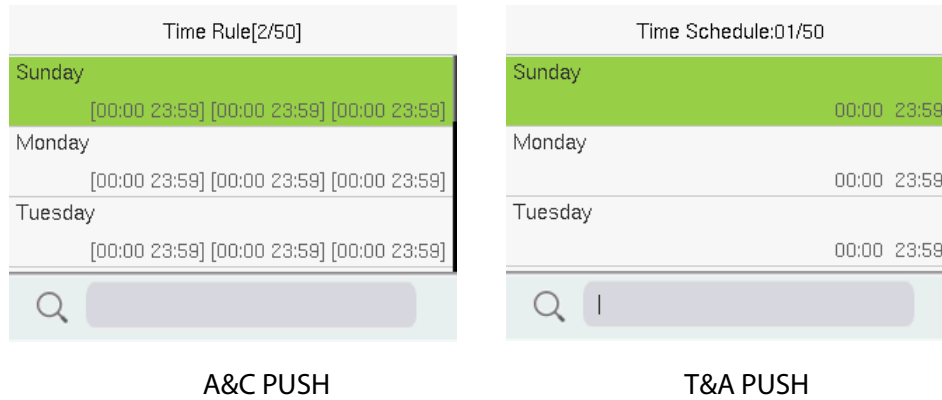 Time Rule[2/50]
Sunday
[00:00 23:59] [00:00 23:59] [00:00 23:59]
Monday
[00:00 23:59] [00:00 23:59] [00:00 23:59]
Tuesday
[00:00 23:59] [00:00 23:59] [00:00 23:59]
A&C PUSH
Time Schedule:01/50
Sunday
00:00 23:59
Monday
00:00 23:59
Tuesday
00:00 23:59
T&A PUSH